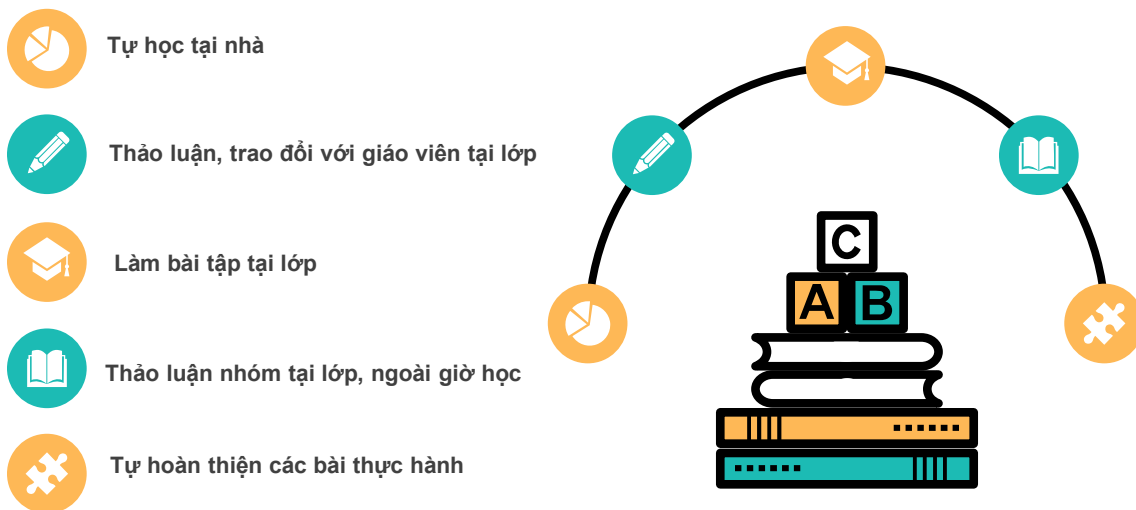 Tự học tại nhà
Thảo luận, trao đổi với giáo viên tại lớp
Làm bài tập tại lớp
Thảo luận nhóm tại lớp, ngoài giờ học
Tự hoàn thiện các bài thực hành
C
A B